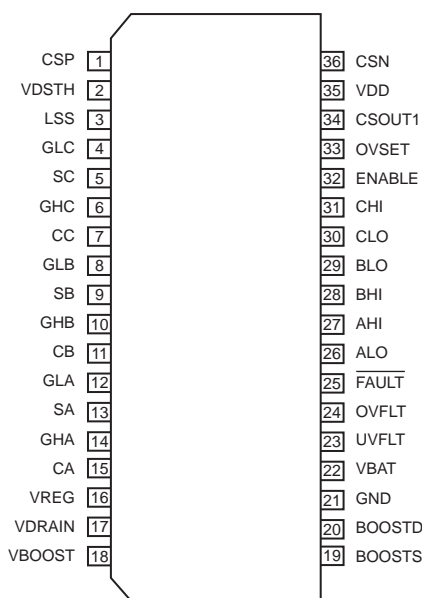 CSP 1 36 CSN
VDSTH 2 35 VDD
LSS 3 34 CSOUT1
GLC 4 33 OVSET
SC 5 32 ENABLE
GHC 6 31 CHI
CC 7 30 CLO
GLB 8 29 BLO
SB 9 28 BHI
GHB 10 27 AHI
CB 11 26 ALO
GLA 12 25 FAULT
SA 13 24 OVFLT
GHA 14 23 UVFLT
CA 15 22 VBAT
VREG 16 21 GND
VDRAIN 17 20 BOOSTD
VBOOST 18 19 BOOSTS